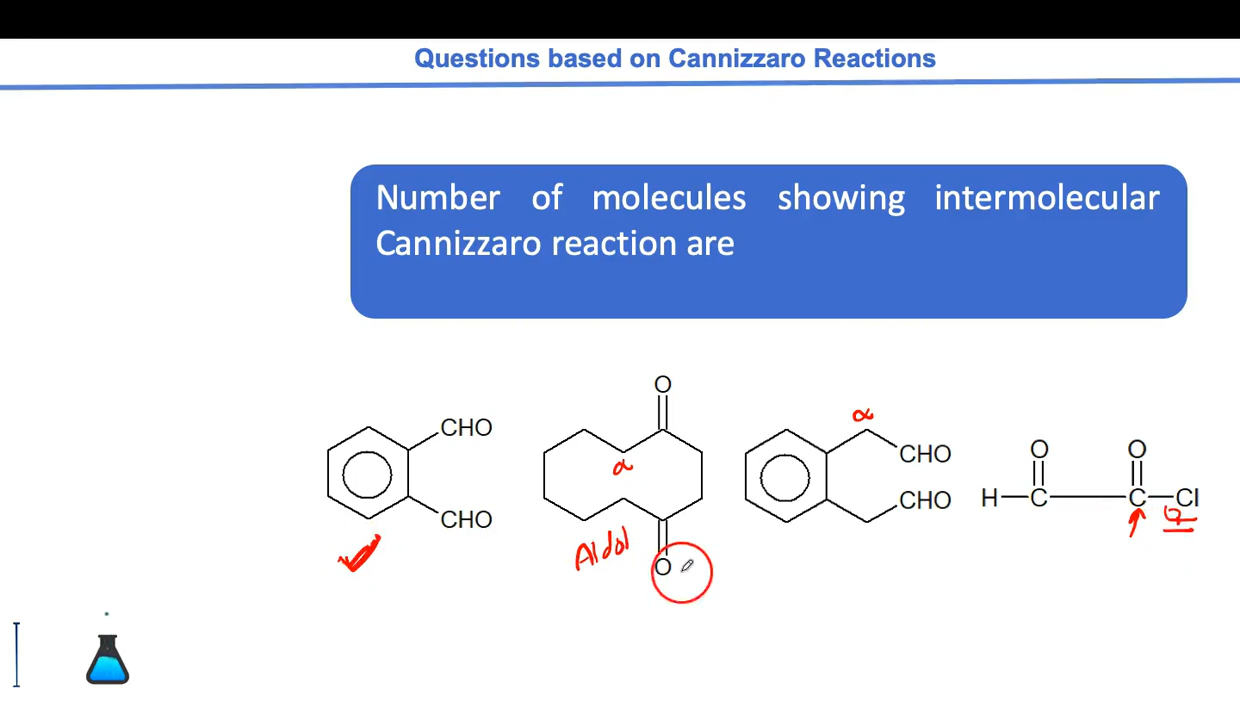 Questions based on Cannizzaro Reactions
Number of molecules showing intermolecular
Cannizzaro reaction are
O
CHO
CHO
α
Aldol
O
α
CHO
CHO
O O
H C C Cl